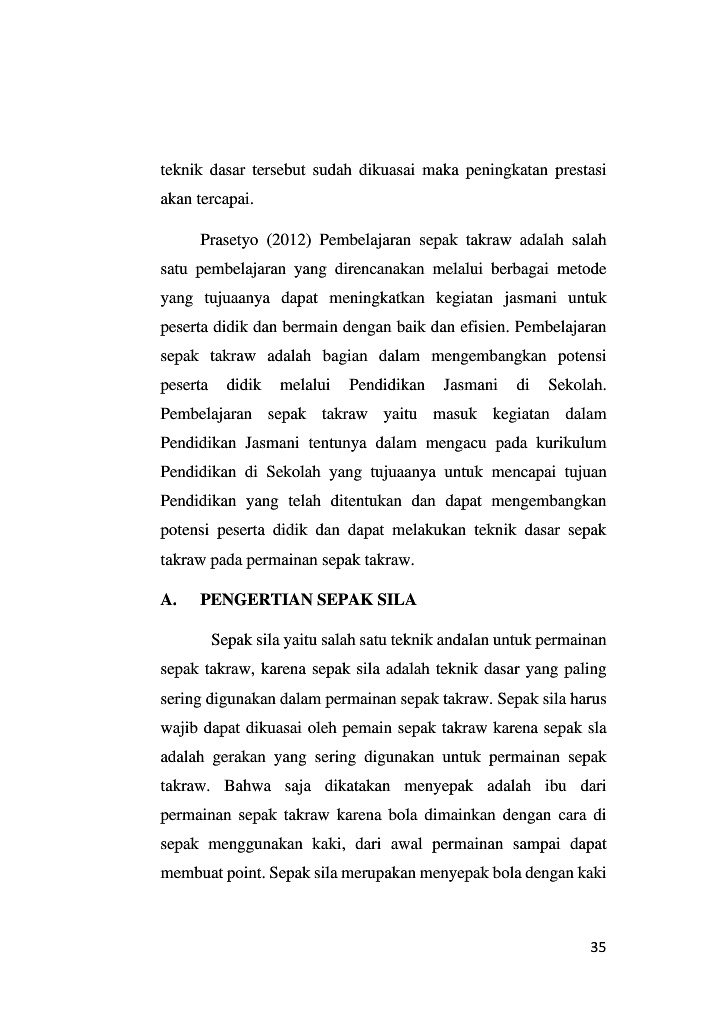 teknik dasar tersebut sudah dikuasai maka peningkatan prestasi
akan tercapai.
Prasetyo (2012) Pembelajaran sepak takraw adalah salah
satu pembelajaran yang direncanakan melalui berbagai metode
yang tujuaanya dapat meningkatkan kegiatan jasmani untuk
peserta didik dan bermain dengan baik dan efisien. Pembelajaran
sepak takraw adalah bagian dalam mengembangkan potensi
peserta didik melalui Pendidikan Jasmani di Sekolah.
Pembelajaran sepak takraw yaitu masuk kegiatan dalam
Pendidikan Jasmani tentunya dalam mengacu pada kurikulum
Pendidikan di Sekolah yang tujuaanya untuk mencapai tujuan
Pendidikan yang telah ditentukan dan dapat mengembangkan
potensi peserta didik dan dapat melakukan teknik dasar sepak
takraw pada permainan sepak takraw.
A. PENGERTIAN SEPAK SILA
Sepak sila yaitu salah satu teknik andalan untuk permainan
sepak takraw, karena sepak sila adalah teknik dasar yang paling
sering digunakan dalam permainan sepak takraw. Sepak sila harus
wajib dapat dikuasai oleh pemain sepak takraw karena sepak sla
adalah gerakan yang sering digunakan untuk permainan sepak
takraw. Bahwa saja dikatakan menyepak adalah ibu dari
permainan sepak takraw karena bola dimainkan dengan cara di
sepak menggunakan kaki, dari awal permainan sampai dapat
membuat point. Sepak sila merupakan menyepak bola dengan kaki
35